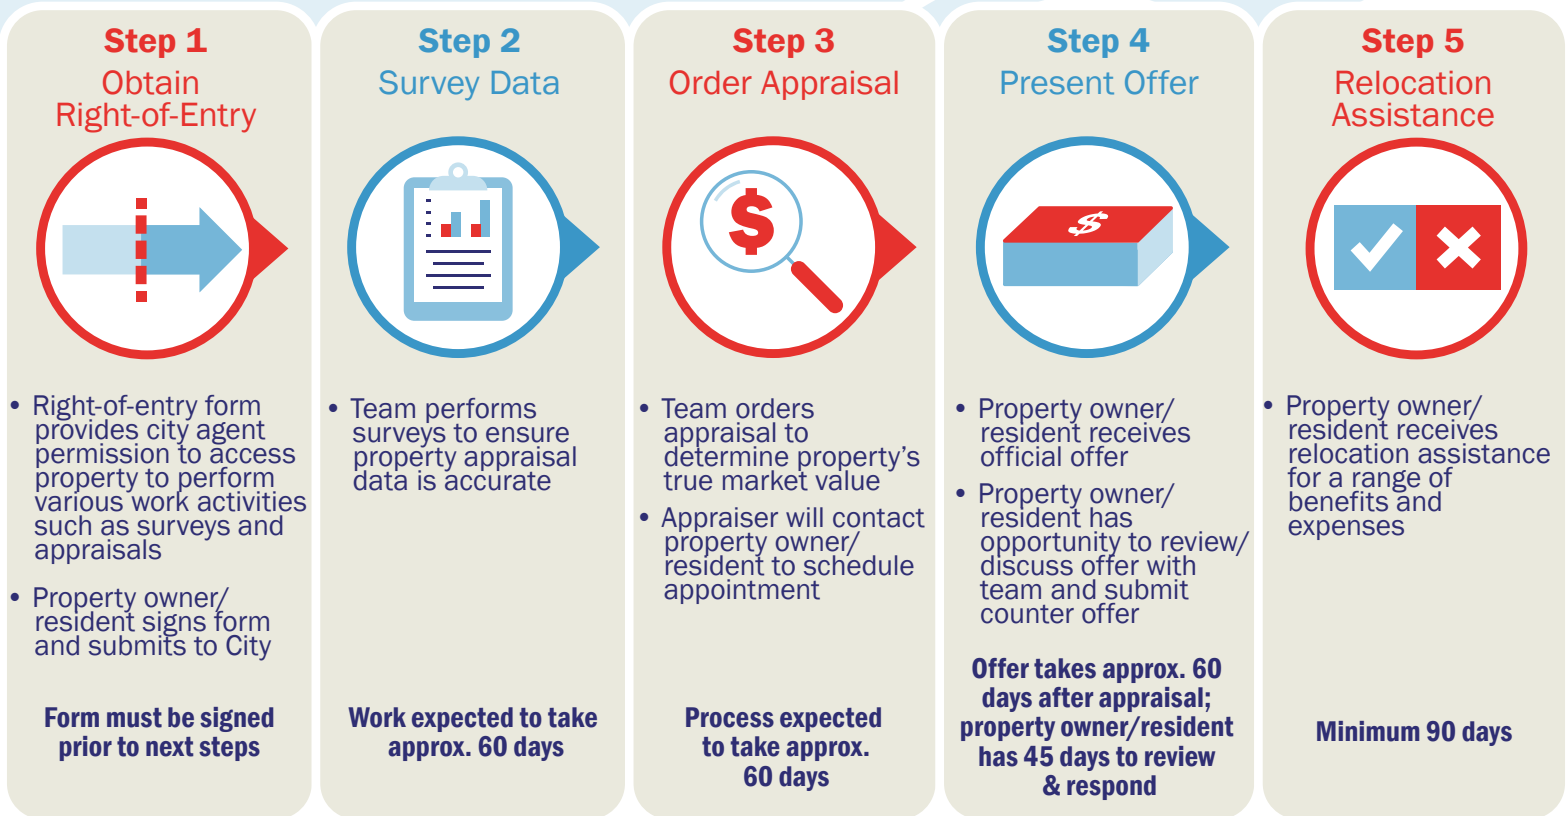 Step 1
Obtain
Right-of-Entry
• Right-of-entry form
provides city agent
permission to access
property to perform
various work activities
such as surveys and
appraisals
• Property owner/
resident signs form
and submits to City
Form must be signed
prior to next steps
Step 2
Survey Data
• Team performs
surveys to ensure
property appraisal
data is accurate
Work expected to take
approx. 60 days
Step 3
Order Appraisal
$
• Team orders
appraisal to
determine property's
true market value
• Appraiser will contact
property owner/
resident to schedule
appointment
Process expected
to take approx.
60 days
Step 4
Present Offer
$
• Property owner/
resident receives
official offer
• Property owner/
resident has
opportunity to review/
discuss offer with
team and submit
counter offer
Offer takes approx. 60
days after appraisal;
property owner/resident
has 45 days to review
& respond
Step 5
Relocation
Assistance
• Property owner/
resident receives
relocation assistance
for a range of
benefits and
expenses
Minimum 90 days